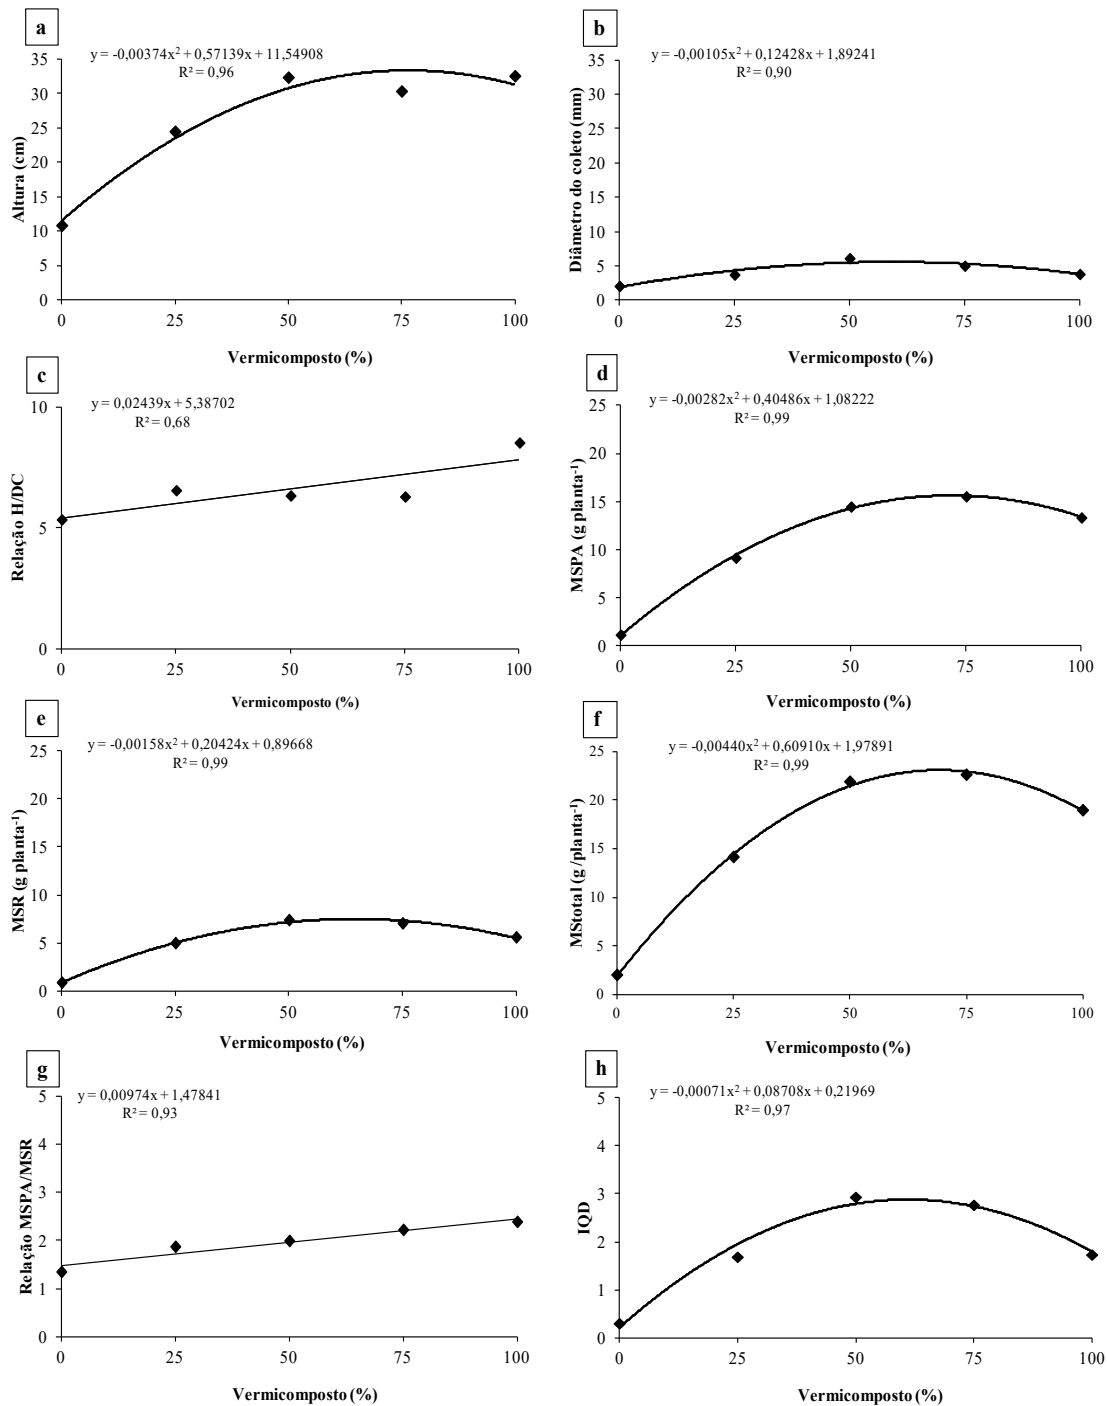 a
y = -0,00374x² + 0,57139x + 11,54908
R² = 0,96
35
30
25
20
15
10
5
0
Altura (cm)
0 25 50 75 100
Vermicomposto (%)
b
y = -0,00105x² + 0,12428x + 1,89241
R² = 0,90
35
30
25
20
15
10
5
0
Diâmetro do coleto (mm)
0 25 50 75 100
Vermicomposto (%)
c
y = 0,02439x + 5,38702
R² = 0,68
10
5
0
Relação H/DC
0 25 50 75 100
Vermicomposto (%)
d
y = -0,00282x² + 0,40486x + 1,08222
R² = 0,99
25
20
15
10
5
0
MSPA (g planta⁻¹)
0 25 50 75 100
Vermicomposto (%)
e
y = -0,00158x² + 0,20424x + 0,89668
R² = 0,99
25
20
15
10
5
0
MSR (g planta⁻¹)
0 25 50 75 100
Vermicomposto (%)
f
y = -0,00440x² + 0,60910x + 1,97891
R² = 0,99
25
20
15
10
5
0
MStotal (g /planta⁻¹)
0 25 50 75 100
Vermicomposto (%)
g
y = 0,00974x + 1,47841
R² = 0,93
5
4
3
2
1
0
Relação MSPA/MSR
0 25 50 75 100
Vermicomposto (%)
h
y = -0,00071x² + 0,08708x + 0,21969
R² = 0,97
5
4
3
2
1
0
IQD
0 25 50 75 100
Vermicomposto (%)